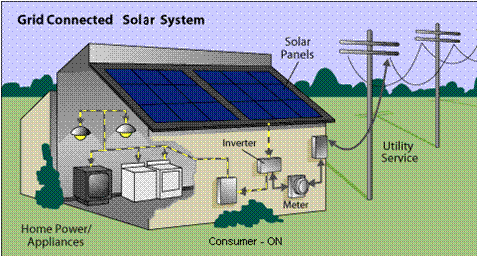 Grid Connected Solar System
Solar
Panels
Inverter
Utility
Service
Meter
Home Power/
Appliances
Consumer - ON